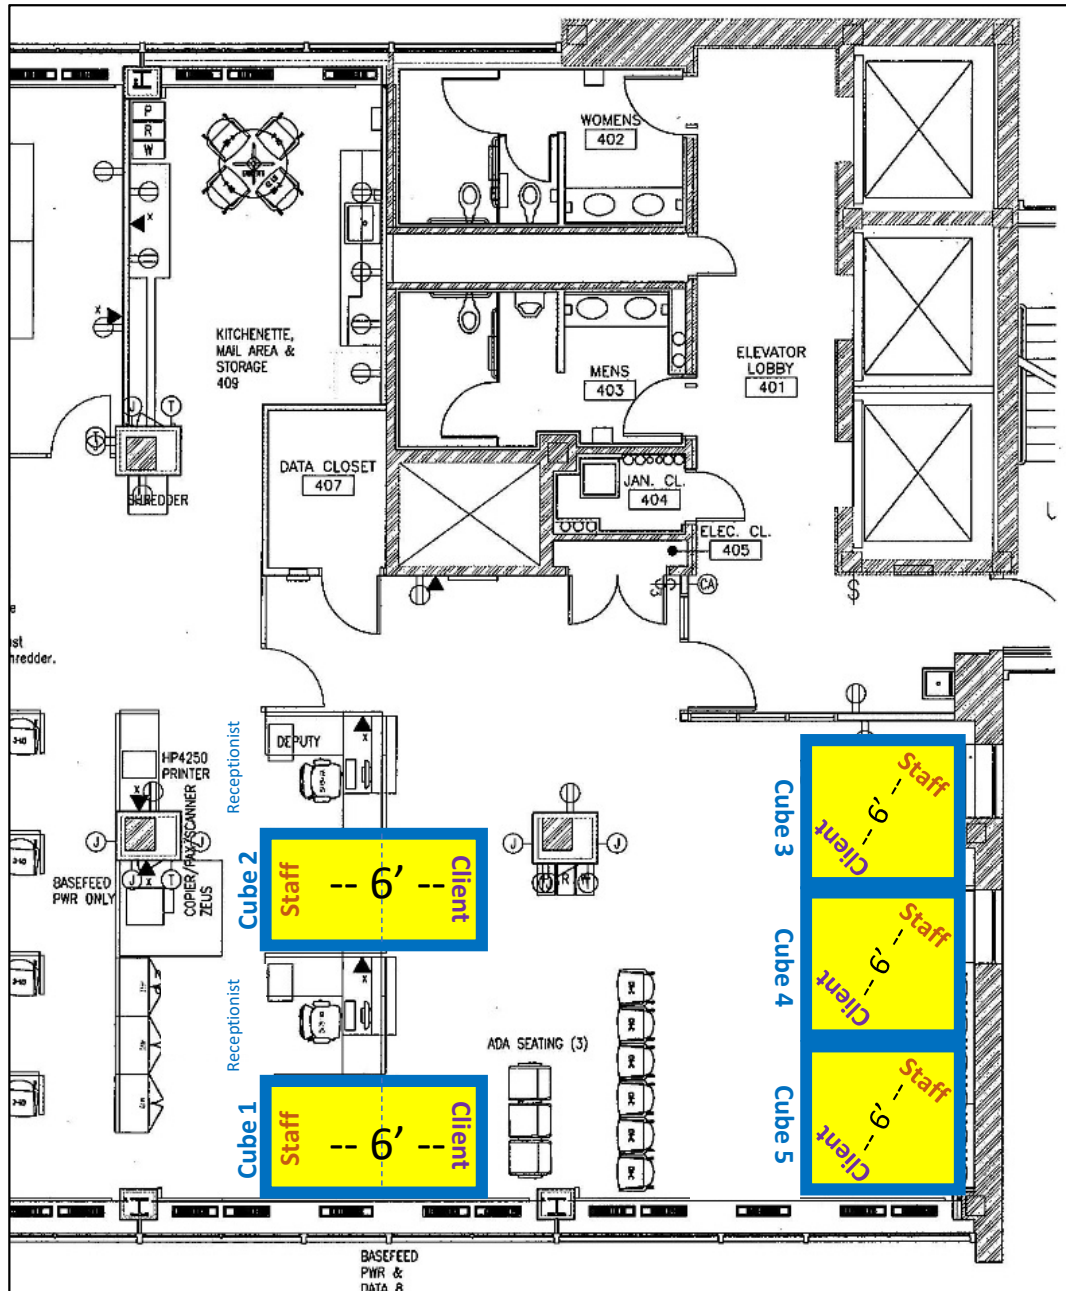 P
R
W
WOMENS
402
X
X
KITCHENETTE,
MAIL AREA &
STORAGE
409
MENS
403
ELEVATOR
LOBBY
401
J
T
SHREDDER
DATA CLOSET
407
JAN. CL.
404
ELEC. CL.
405
CA
S
hredder.
Receptionist
DEPUTY
X
HP4250
PRINTER
X
COPIER/FAX/SCANNER
ZEUS
J
J
J
T
X
BASEFEED
PWR ONLY
J
J
R
W
Cube 2
Staff
-- 6' --
Client
Receptionist
X
ADA SEATING (3)
Cube 1
Staff
-- 6' --
Client
Cube 3
Staff
--- 6' ---
Client
Cube 4
Staff
--- 6' ---
Client
Cube 5
Staff
--- 6' ---
Client
BASEFEED
PWR &
DATA 8